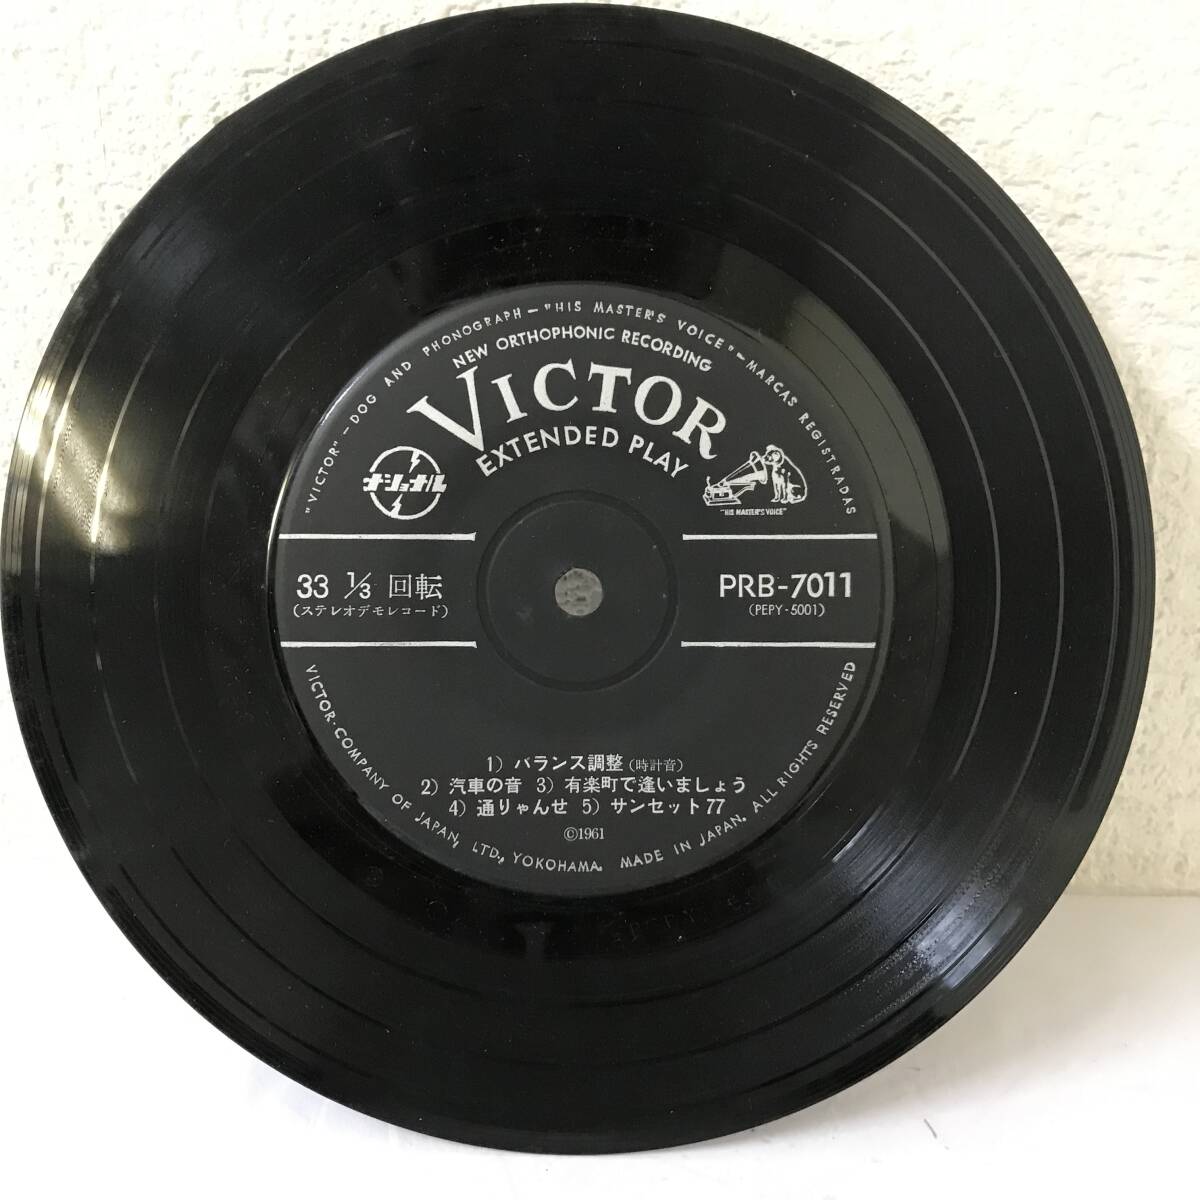 "VICTOR" – DOG AND PHONOGRAPH – "HIS MASTER'S VOICE" – MARCAS REGISTRADAS
NEW ORTHOPHONIC RECORDING
VICTOR
EXTENDED PLAY
ナショナル
"HIS MASTER'S VOICE"
33 1/3 回転
(ステレオデモレコード)
PRB-7011
(PEPY-5001)
1) バランス調整 (時計音)
2) 汽車の音 3) 有楽町で逢いましょう
4) 通りゃんせ 5) サンセット77
©1961
VICTOR COMPANY OF JAPAN, LTD., YOKOHAMA. MADE IN JAPAN. ALL RIGHTS RESERVED